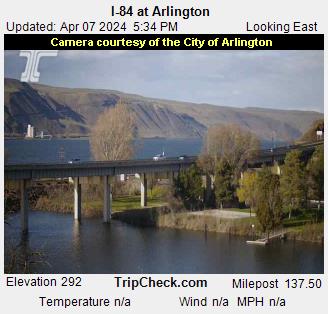 I-84 at Arlington
Updated: Apr 07 2024 5:34 PM Looking East
Camera courtesy of the City of Arlington
Elevation 292 TripCheck.com Milepost 137.50
Temperature n/a Wind n/a MPH n/a